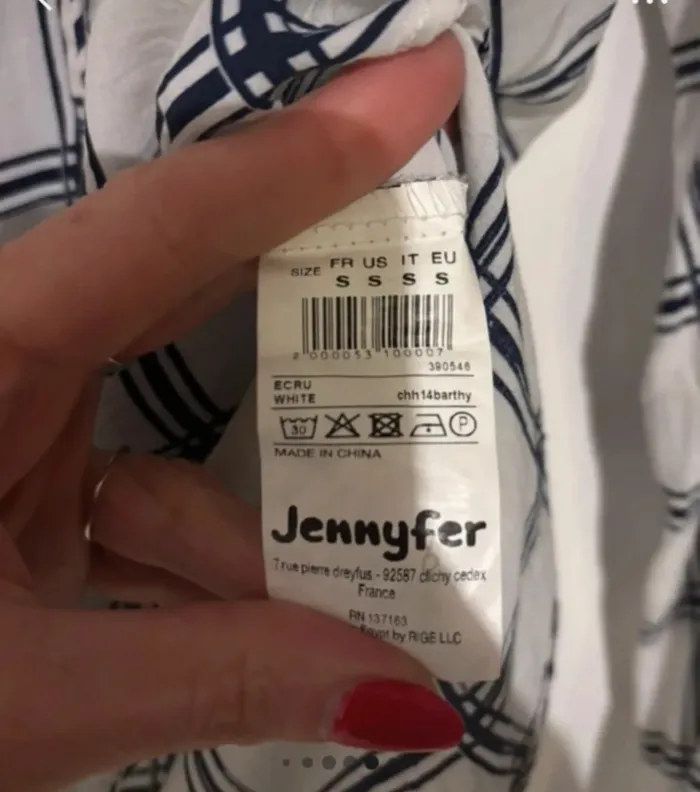 SIZE FR US IT EU
S S S S
2 000053 100007
390546
ECRU
WHITE chh14barthy
30 P
MADE IN CHINA
Jennyfer
7 rue pierre dreyfus - 92587 clichy cedex
France
RN 137163
Egypt by RIGE LLC